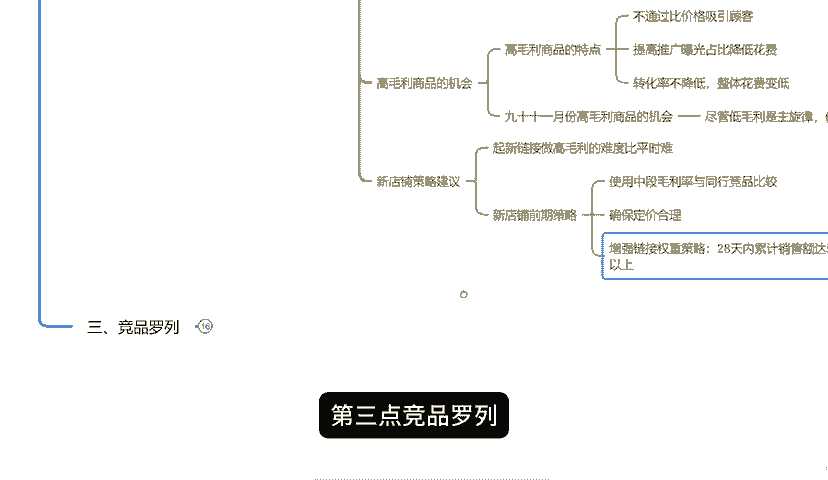 不通过比价格吸引顾客
高毛利商品的特点
提高推广曝光占比降低花费
转化率不降低，整体花费变低
高毛利商品的机会
九十十一月份高毛利商品的机会
尽管低毛利是主旋律，
起新链接做高毛利的难度比平时难
新店铺策略建议
使用中段毛利率与同行竞品比较
新店铺前期策略
确保定价合理
增强链接权重策略：28天内累计销售额达
以上
三、竞品罗列
16
第三点竞品罗列